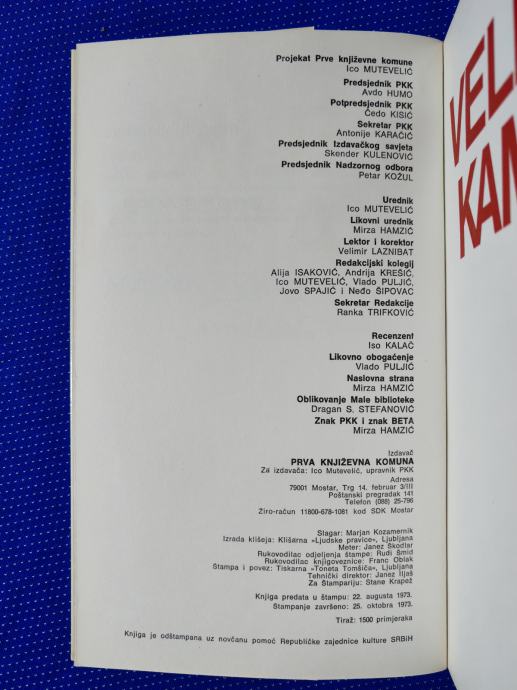 Projekat Prve književne komune
Ico MUTEVELIĆ
Predsjednik PKK
Avdo HUMO
Potpredsjednik PKK
Čedo KISIĆ
Sekretar PKK
Antonije KARAČIĆ
Predsjednik Izdavačkog savjeta
Skender KULENOVIĆ
Predsjednik Nadzornog odbora
Petar KOŽUL
Urednik
Ico MUTEVELIĆ
Likovni urednik
Mirza HAMZIĆ
Lektor i korektor
Velimir LAZNIBAT
Redakcijski kolegij
Alija ISAKOVIĆ, Andrija KREŠIĆ,
Ico MUTEVELIĆ, Vlado PULJIĆ,
Jovo SPAJIĆ i Neđo ŠIPOVAC
Sekretar Redakcije
Ranka TRIFKOVIĆ
Recenzent
Iso KALAČ
Likovno obogaćenje
Vlado PULJIĆ
Naslovna strana
Mirza HAMZIĆ
Oblikovanje Male biblioteke
Dragan S. STEFANOVIĆ
Znak PKK i znak BETA
Mirza HAMZIĆ
Izdavač
PRVA KNJIŽEVNA KOMUNA
Za izdavača: Ico Mutevelić, upravnik PKK
Adresa
79001 Mostar, Trg 14. februar 3/III
Poštanski pregradak 141
Telefon (088) 25-796
Žiro-račun 11800-678-1081 kod SDK Mostar
Slagar: Marjan Kozamernik
Izrada klišeja: Klišarna »Ljudske pravice«, Ljubljana
Meter: Janez Škodlar
Rukovodilac odjeljenja štampe: Rudi Šmid
Rukovodilac knjigoveznice: Franc Oblak
Štampa i povez: Tiskarna »Toneta Tomšiča«, Ljubljana
Tehnički direktor: Janez Iljaš
Za Štampariju: Stane Krapež
Knjiga predata u štampu: 22. augusta 1973.
Štampanje završeno: 25. oktobra 1973.
Tiraž: 1500 primjeraka
Knjiga je odštampana uz novčanu pomoć Republičke zajednice kulture SRBiH
VEL
KA